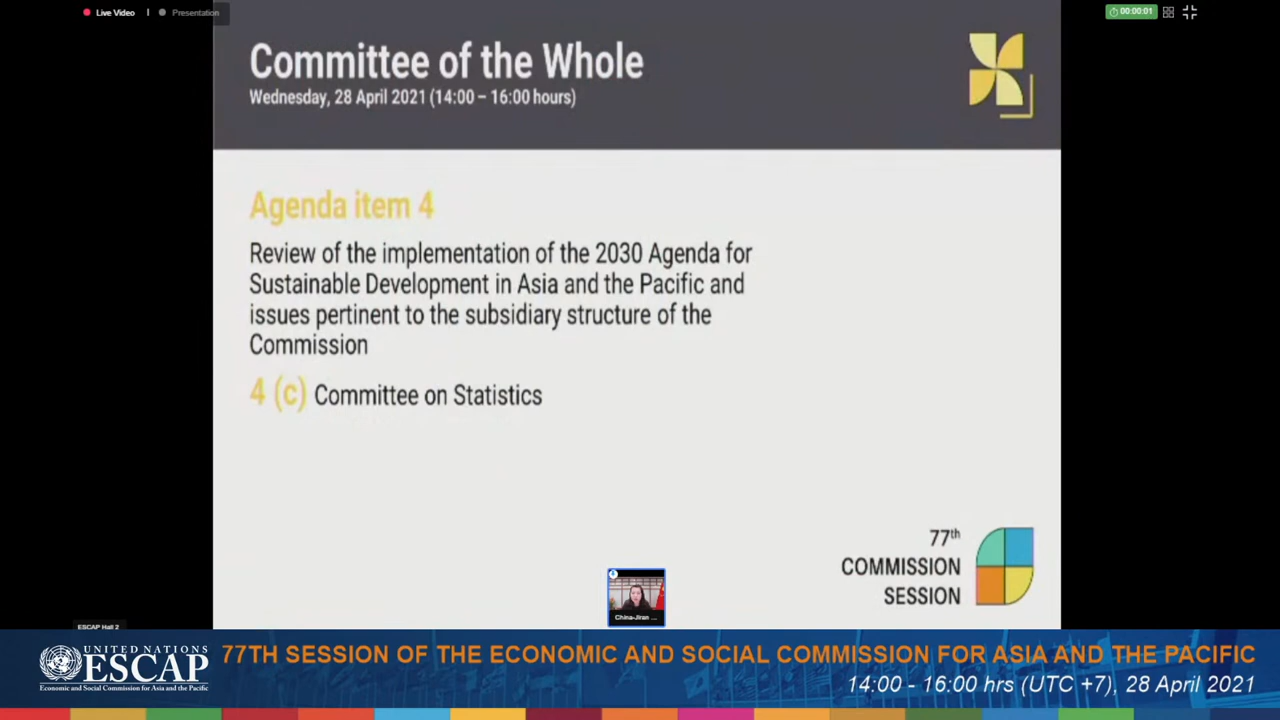 Live Video | Presentation
00:00:01
Committee of the Whole
Wednesday, 28 April 2021 (14:00 – 16:00 hours)
Agenda item 4
Review of the implementation of the 2030 Agenda for
Sustainable Development in Asia and the Pacific and
issues pertinent to the subsidiary structure of the
Commission
4 (c) Committee on Statistics
77th
COMMISSION
SESSION
China-Jiran ...
ESCAP Hall 2
UNITED NATIONS
ESCAP
Economic and Social Commission for Asia and the Pacific
77TH SESSION OF THE ECONOMIC AND SOCIAL COMMISSION FOR ASIA AND THE PACIFIC
14:00 - 16:00 hrs (UTC +7), 28 April 2021